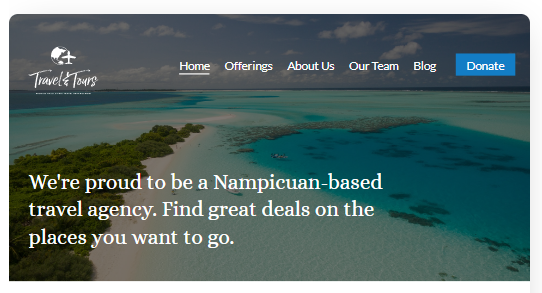 Travel & Tours
Home Offerings About Us Our Team Blog Donate
We're proud to be a Nampicuan-based
travel agency. Find great deals on the
places you want to go.